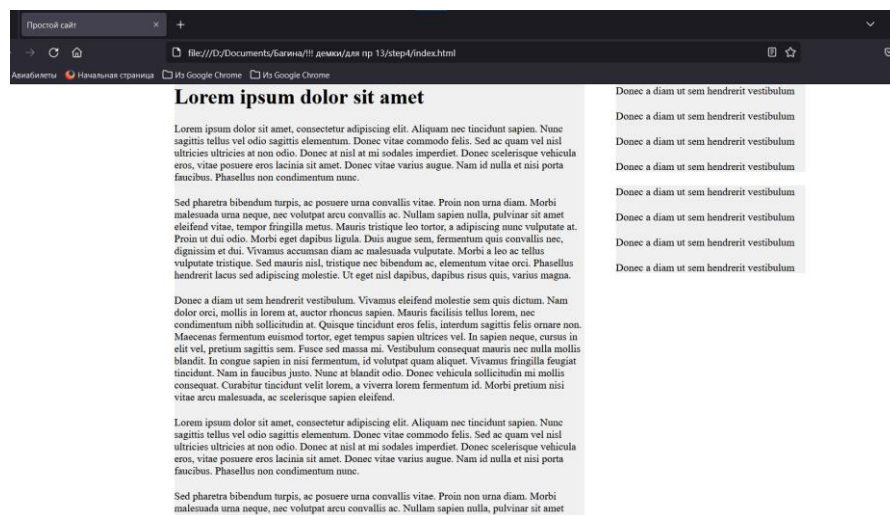 Простой сайт × +
file:///D:/Documents/Багина/!!! демки/для пр 13/step4/index.html
Авиабилеты Начальная страница Из Google Chrome Из Google Chrome
Lorem ipsum dolor sit amet
Lorem ipsum dolor sit amet, consectetur adipiscing elit. Aliquam nec tincidunt sapien. Nunc
sagittis tellus vel odio sagittis elementum. Donec vitae commodo felis. Sed ac quam vel nisl
ultricies ultricies at non odio. Donec at nisl at mi sodales imperdiet. Donec scelerisque vehicula
eros, vitae posuere eros lacinia sit amet. Donec vitae varius augue. Nam id nulla et nisi porta
faucibus. Phasellus non condimentum nunc.
Sed pharetra bibendum turpis, ac posuere urna convallis vitae. Proin non urna diam. Morbi
malesuada urna neque, nec volutpat arcu convallis ac. Nullam sapien nulla, pulvinar sit amet
eleifend vitae, tempor fringilla metus. Mauris tristique leo tortor, a adipiscing nunc vulputate at.
Proin ut dui odio. Morbi eget dapibus ligula. Duis augue sem, fermentum quis convallis nec,
dignissim et dui. Vivamus accumsan diam ac malesuada vulputate. Morbi a leo ac tellus
vulputate tristique. Sed mauris nisl, tristique nec bibendum ac, elementum vitae orci. Phasellus
hendrerit lacus sed adipiscing molestie. Ut eget nisl dapibus, dapibus risus quis, varius magna.
Donec a diam ut sem hendrerit vestibulum. Vivamus eleifend molestie sem quis dictum. Nam
dolor orci, mollis in lorem at, auctor rhoncus sapien. Mauris facilisis tellus lorem, nec
condimentum nibh sollicitudin at. Quisque tincidunt eros felis, interdum sagittis felis ornare non.
Maecenas fermentum euismod tortor, eget tempus sapien ultrices vel. In sapien neque, cursus in
elit vel, pretium sagittis sem. Fusce sed massa mi. Vestibulum consequat mauris nec nulla mollis
blandit. In congue sapien in nisi fermentum, id volutpat quam aliquet. Vivamus fringilla feugiat
tincidunt. Nam in faucibus justo. Nunc at blandit odio. Donec vehicula sollicitudin mi mollis
consequat. Curabitur tincidunt velit lorem, a viverra lorem fermentum id. Morbi pretium nisi
vitae arcu malesuada, ac scelerisque sapien eleifend.
Lorem ipsum dolor sit amet, consectetur adipiscing elit. Aliquam nec tincidunt sapien. Nunc
sagittis tellus vel odio sagittis elementum. Donec vitae commodo felis. Sed ac quam vel nisl
ultricies ultricies at non odio. Donec at nisl at mi sodales imperdiet. Donec scelerisque vehicula
eros, vitae posuere eros lacinia sit amet. Donec vitae varius augue. Nam id nulla et nisi porta
faucibus. Phasellus non condimentum nunc.
Sed pharetra bibendum turpis, ac posuere urna convallis vitae. Proin non urna diam. Morbi
malesuada urna neque, nec volutpat arcu convallis ac. Nullam sapien nulla, pulvinar sit amet
Donec a diam ut sem hendrerit vestibulum
Donec a diam ut sem hendrerit vestibulum
Donec a diam ut sem hendrerit vestibulum
Donec a diam ut sem hendrerit vestibulum
Donec a diam ut sem hendrerit vestibulum
Donec a diam ut sem hendrerit vestibulum
Donec a diam ut sem hendrerit vestibulum
Donec a diam ut sem hendrerit vestibulum